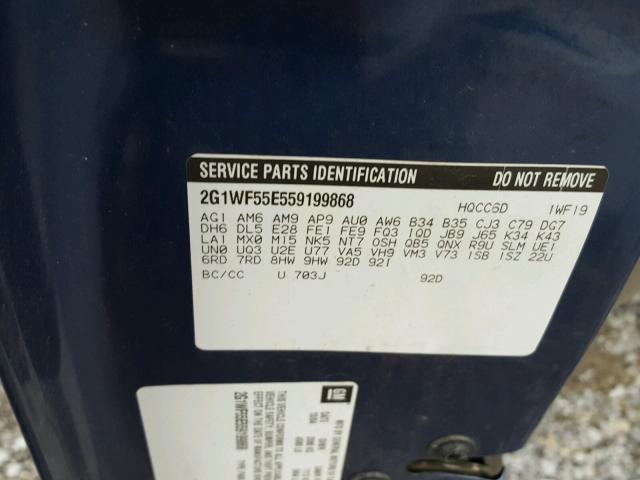 SERVICE PARTS IDENTIFICATION DO NOT REMOVE
2G1WF55E559199868 HQCC6D 1WF19
AG1 AM6 AM9 AP9 AU0 AW6 B34 B35 CJ3 C79 DG7
DH6 DL5 E28 FE1 FE9 FQ3 IQD JB9 J65 K34 K43
LA1 MX0 M15 NK5 NT7 OSH QB5 QNX R9U SLM UE1
UN0 UQ3 U2E U77 VA5 VH9 VM3 V73 1SB 1SZ 22U
6RD 7RD 8HW 9HW 92D 92I
BC/CC U 703J 92D
GM
2G1WF55E559199868